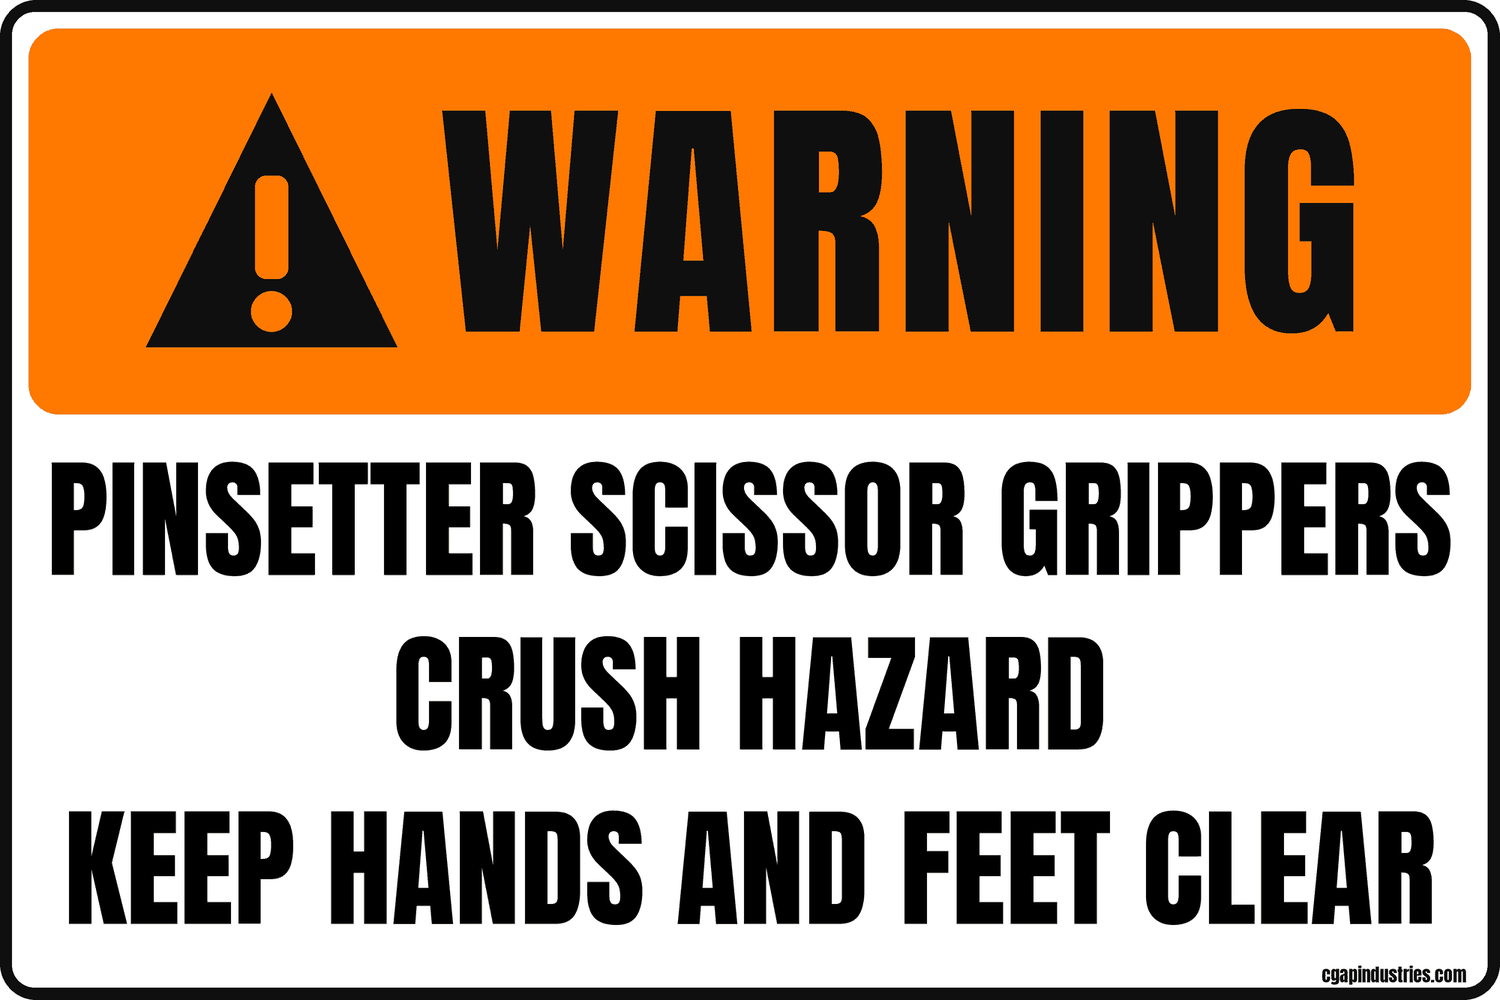 WARNING
PINSETTER SCISSOR GRIPPERS
CRUSH HAZARD
KEEP HANDS AND FEET CLEAR
cgapindustries.com